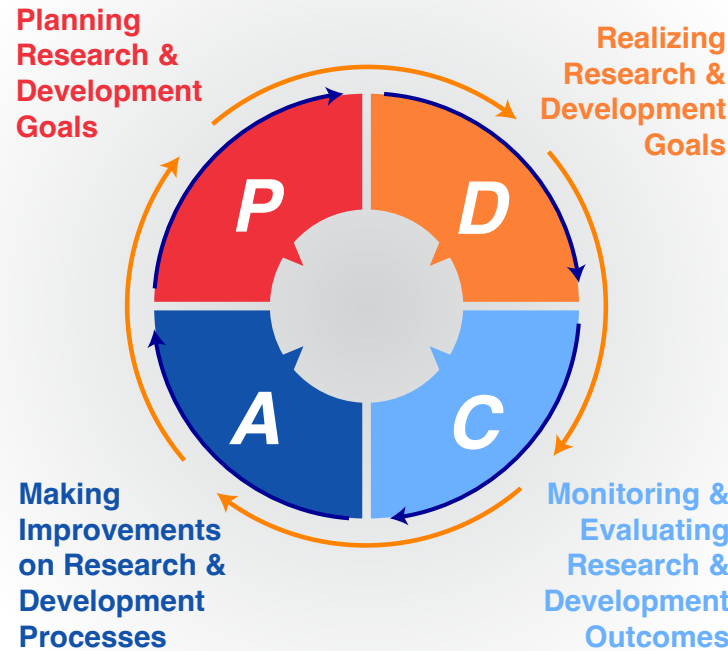 Planning
Research &
Development
Goals
Realizing
Research &
Development
Goals
P
D
A
C
Making
Improvements
on Research &
Development
Processes
Monitoring &
Evaluating
Research &
Development
Outcomes